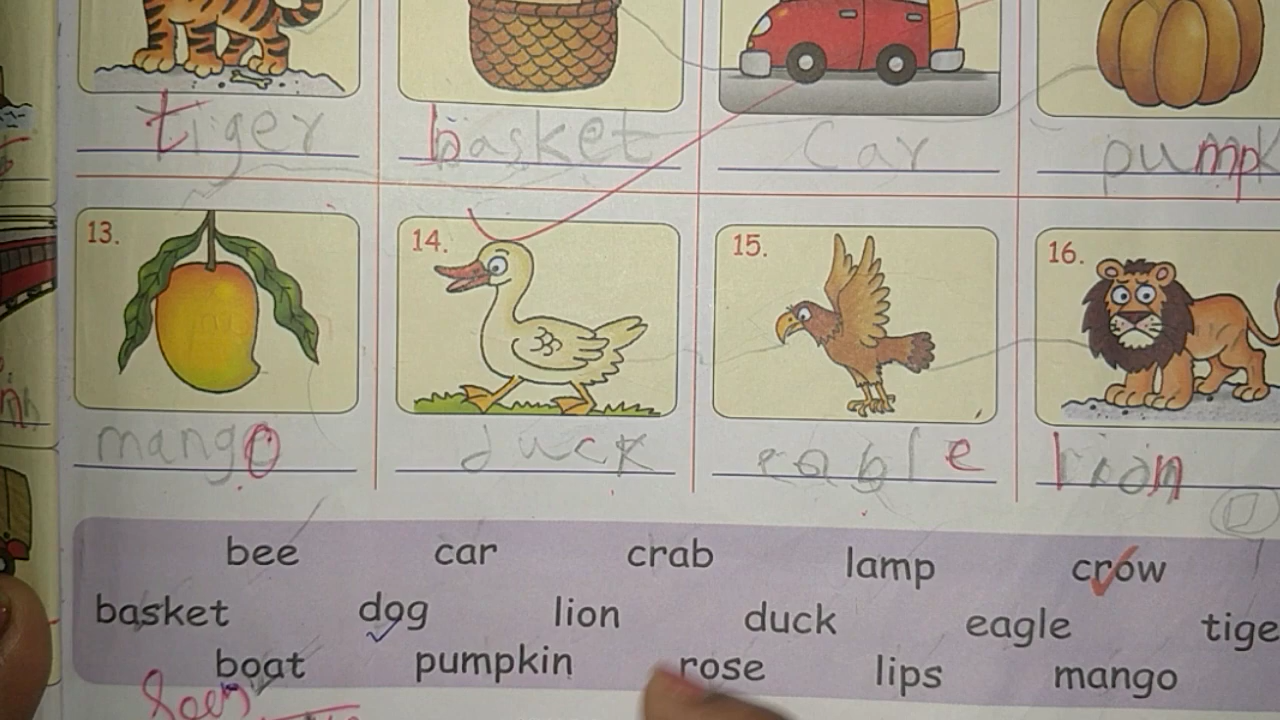 tiger basket car pumpk
13. 14. 15. 16.
mango duck eagle lion
bee car crab lamp crow
basket dog lion duck eagle tige
boat pumpkin rose lips mango
Seen